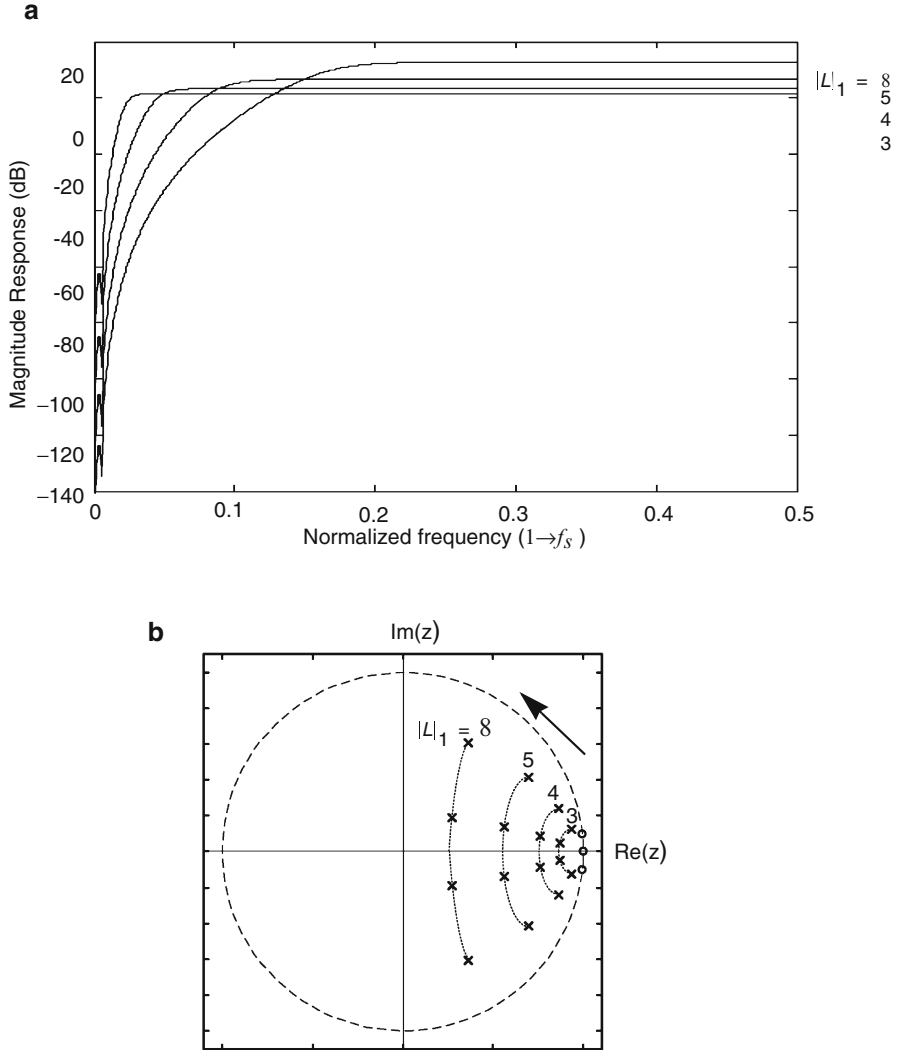 a
20
0
-20
-40
-60
-80
−100
−120
−140
Magnitude Response (dB)
0 0.1 0.2 0.3 0.4 0.5
Normalized frequency (1→fs )
|L|1 = 8
5
4
3
b
Im(z)
|L|1 = 8
5
4
3
Re(z)